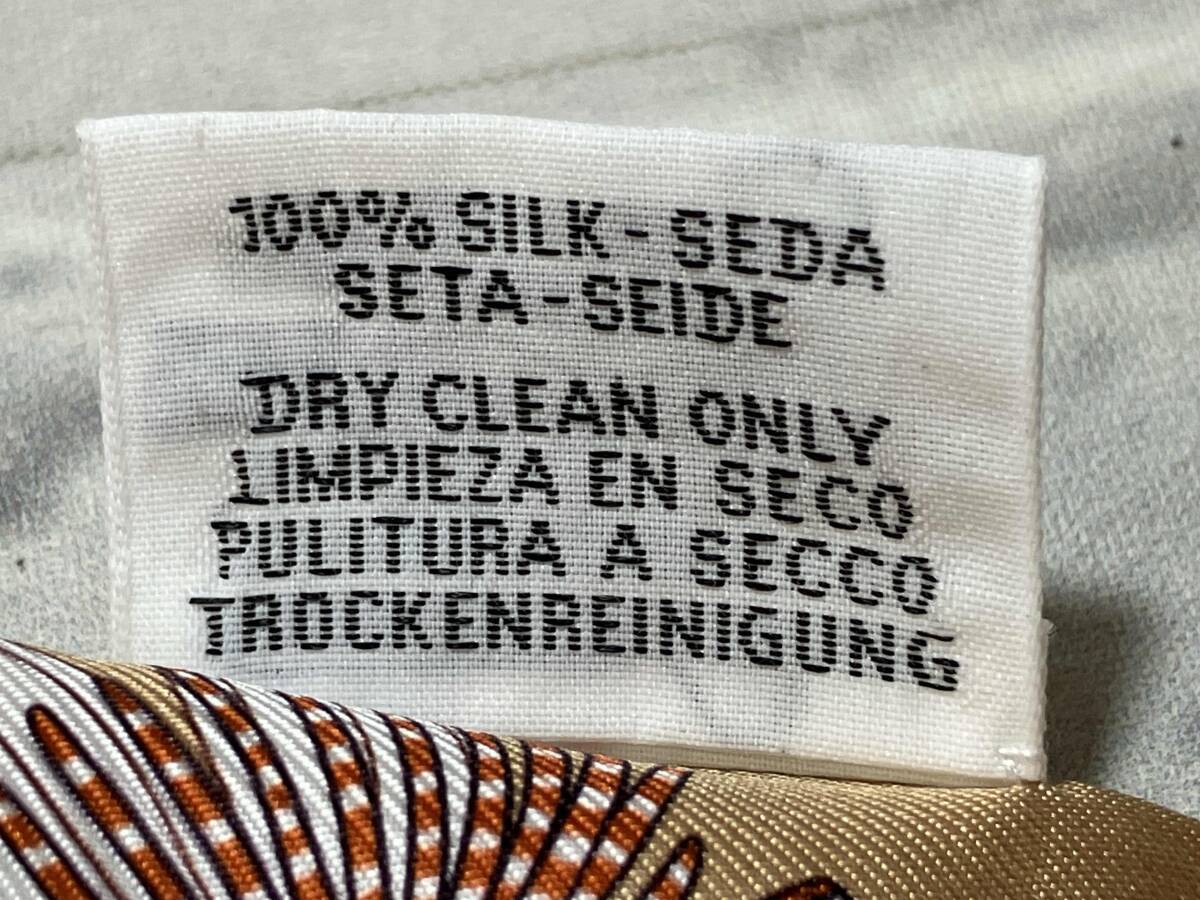 100% SILK-SEDA
SETA-SEIDE
DRY CLEAN ONLY
LIMPIEZA EN SECO
PULITURA A SECCO
TROCKENREINIGUNG